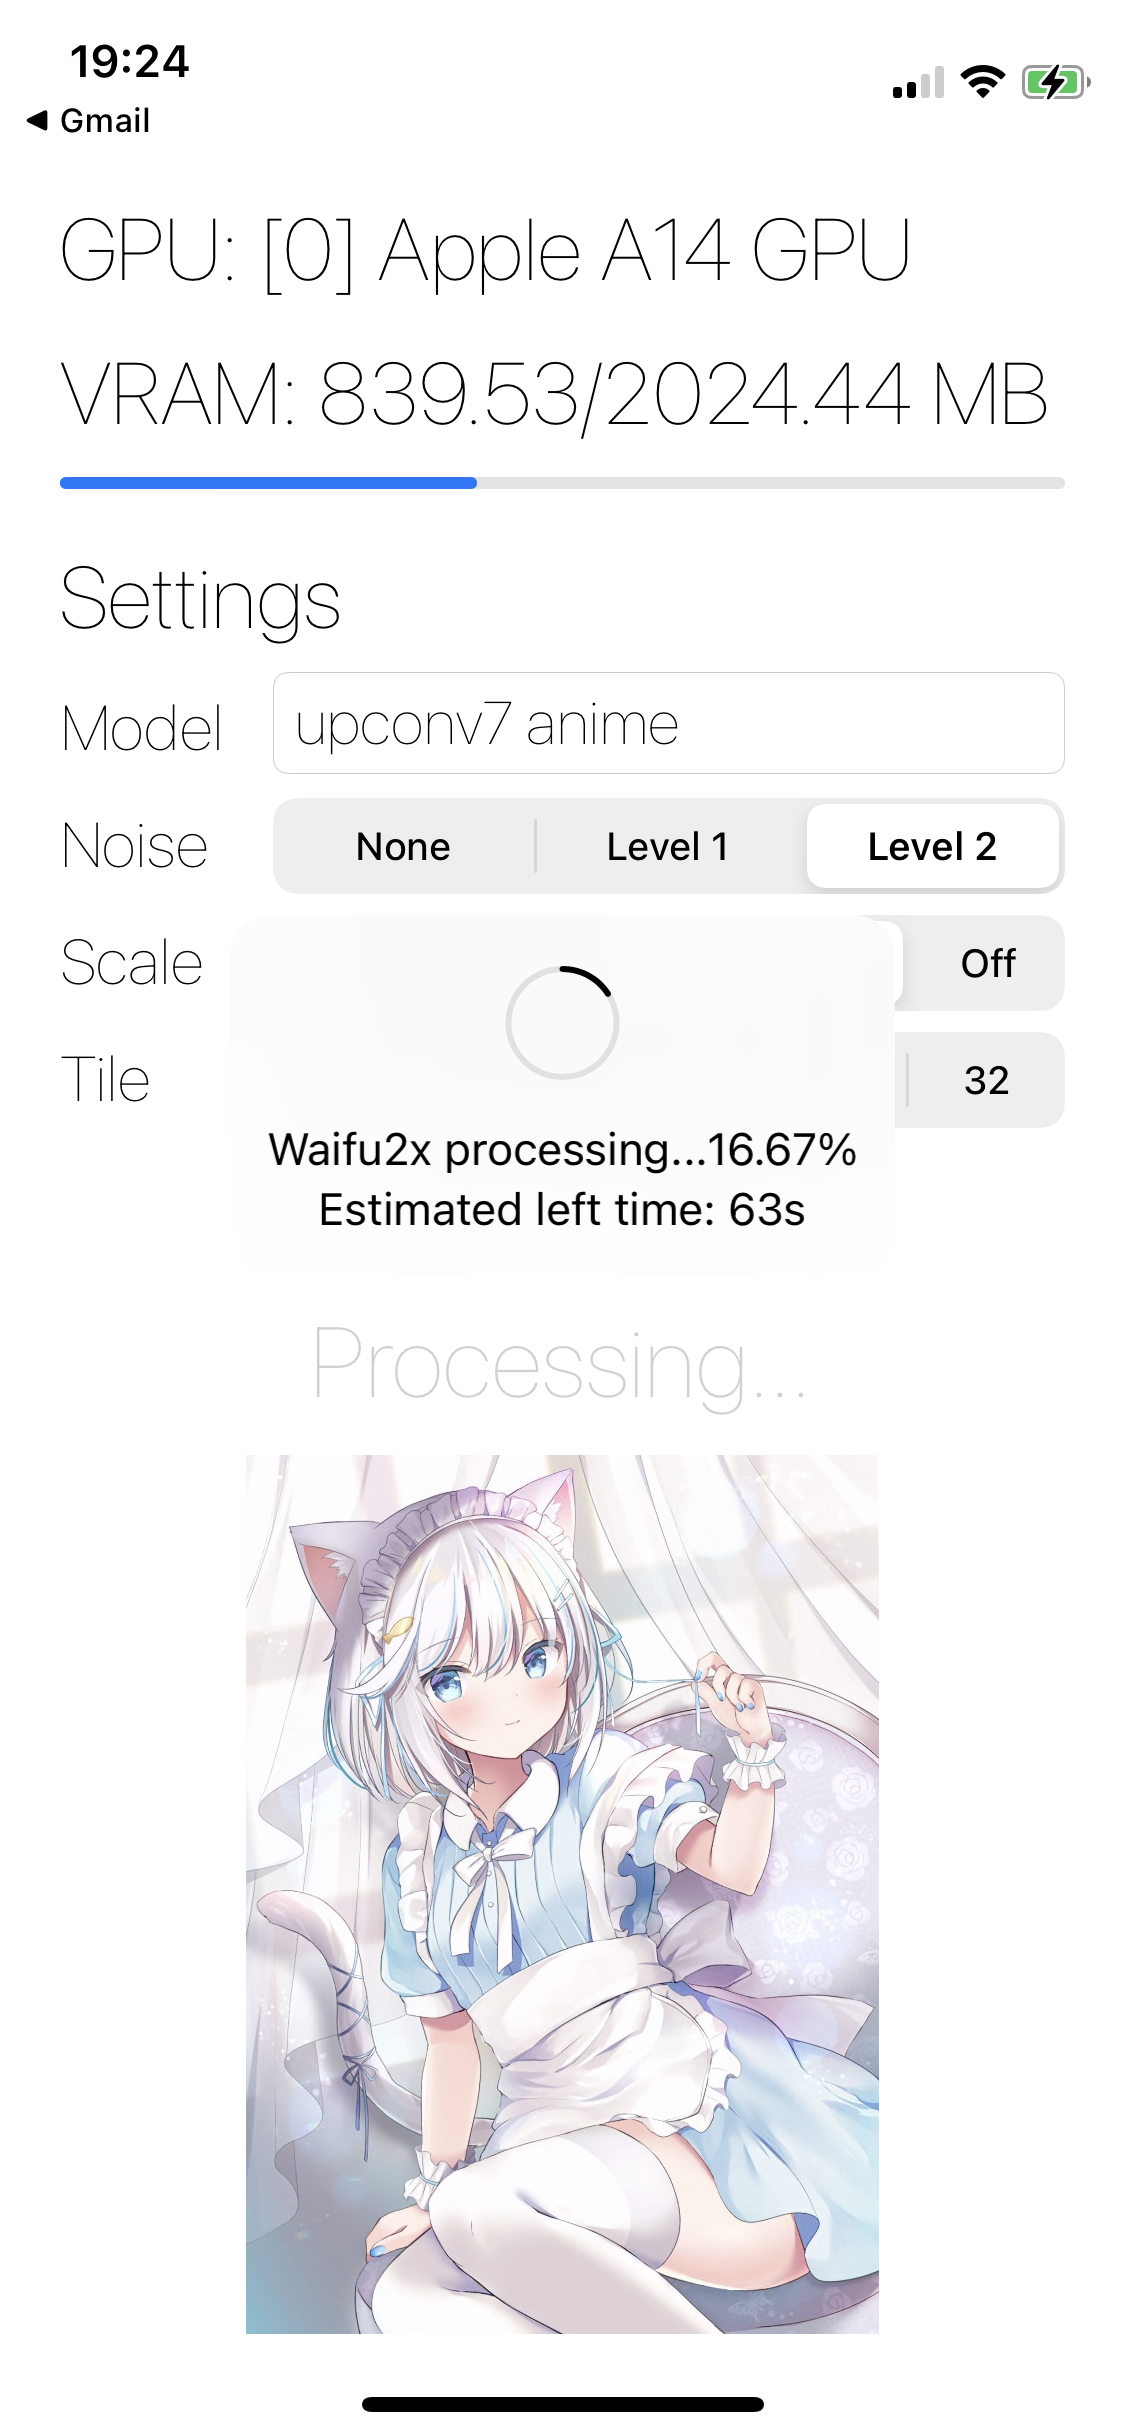 19:24
◀ Gmail
GPU: [0] Apple A14 GPU
VRAM: 839.53/2024.44 MB
Settings
Model upconv7 anime
Noise None Level 1 Level 2
Scale Off
Tile 32
Waifu2x processing...16.67%
Estimated left time: 63s
Processing...